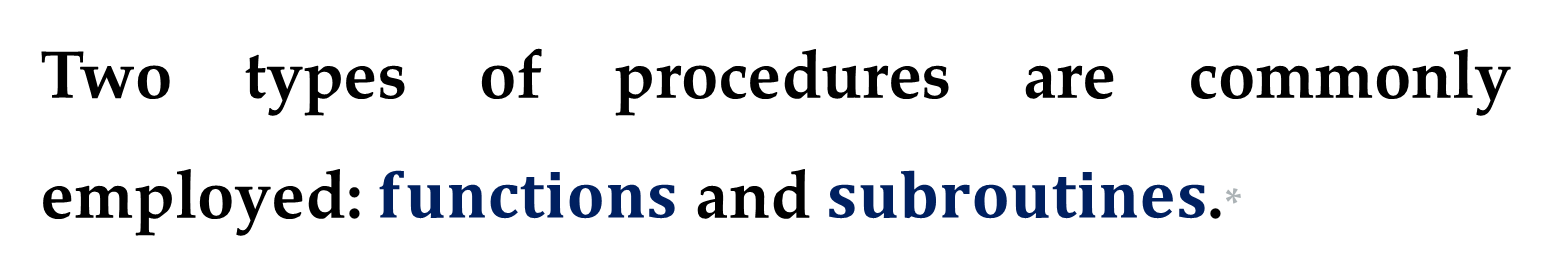 Two types of procedures are commonly
employed: functions and subroutines.*